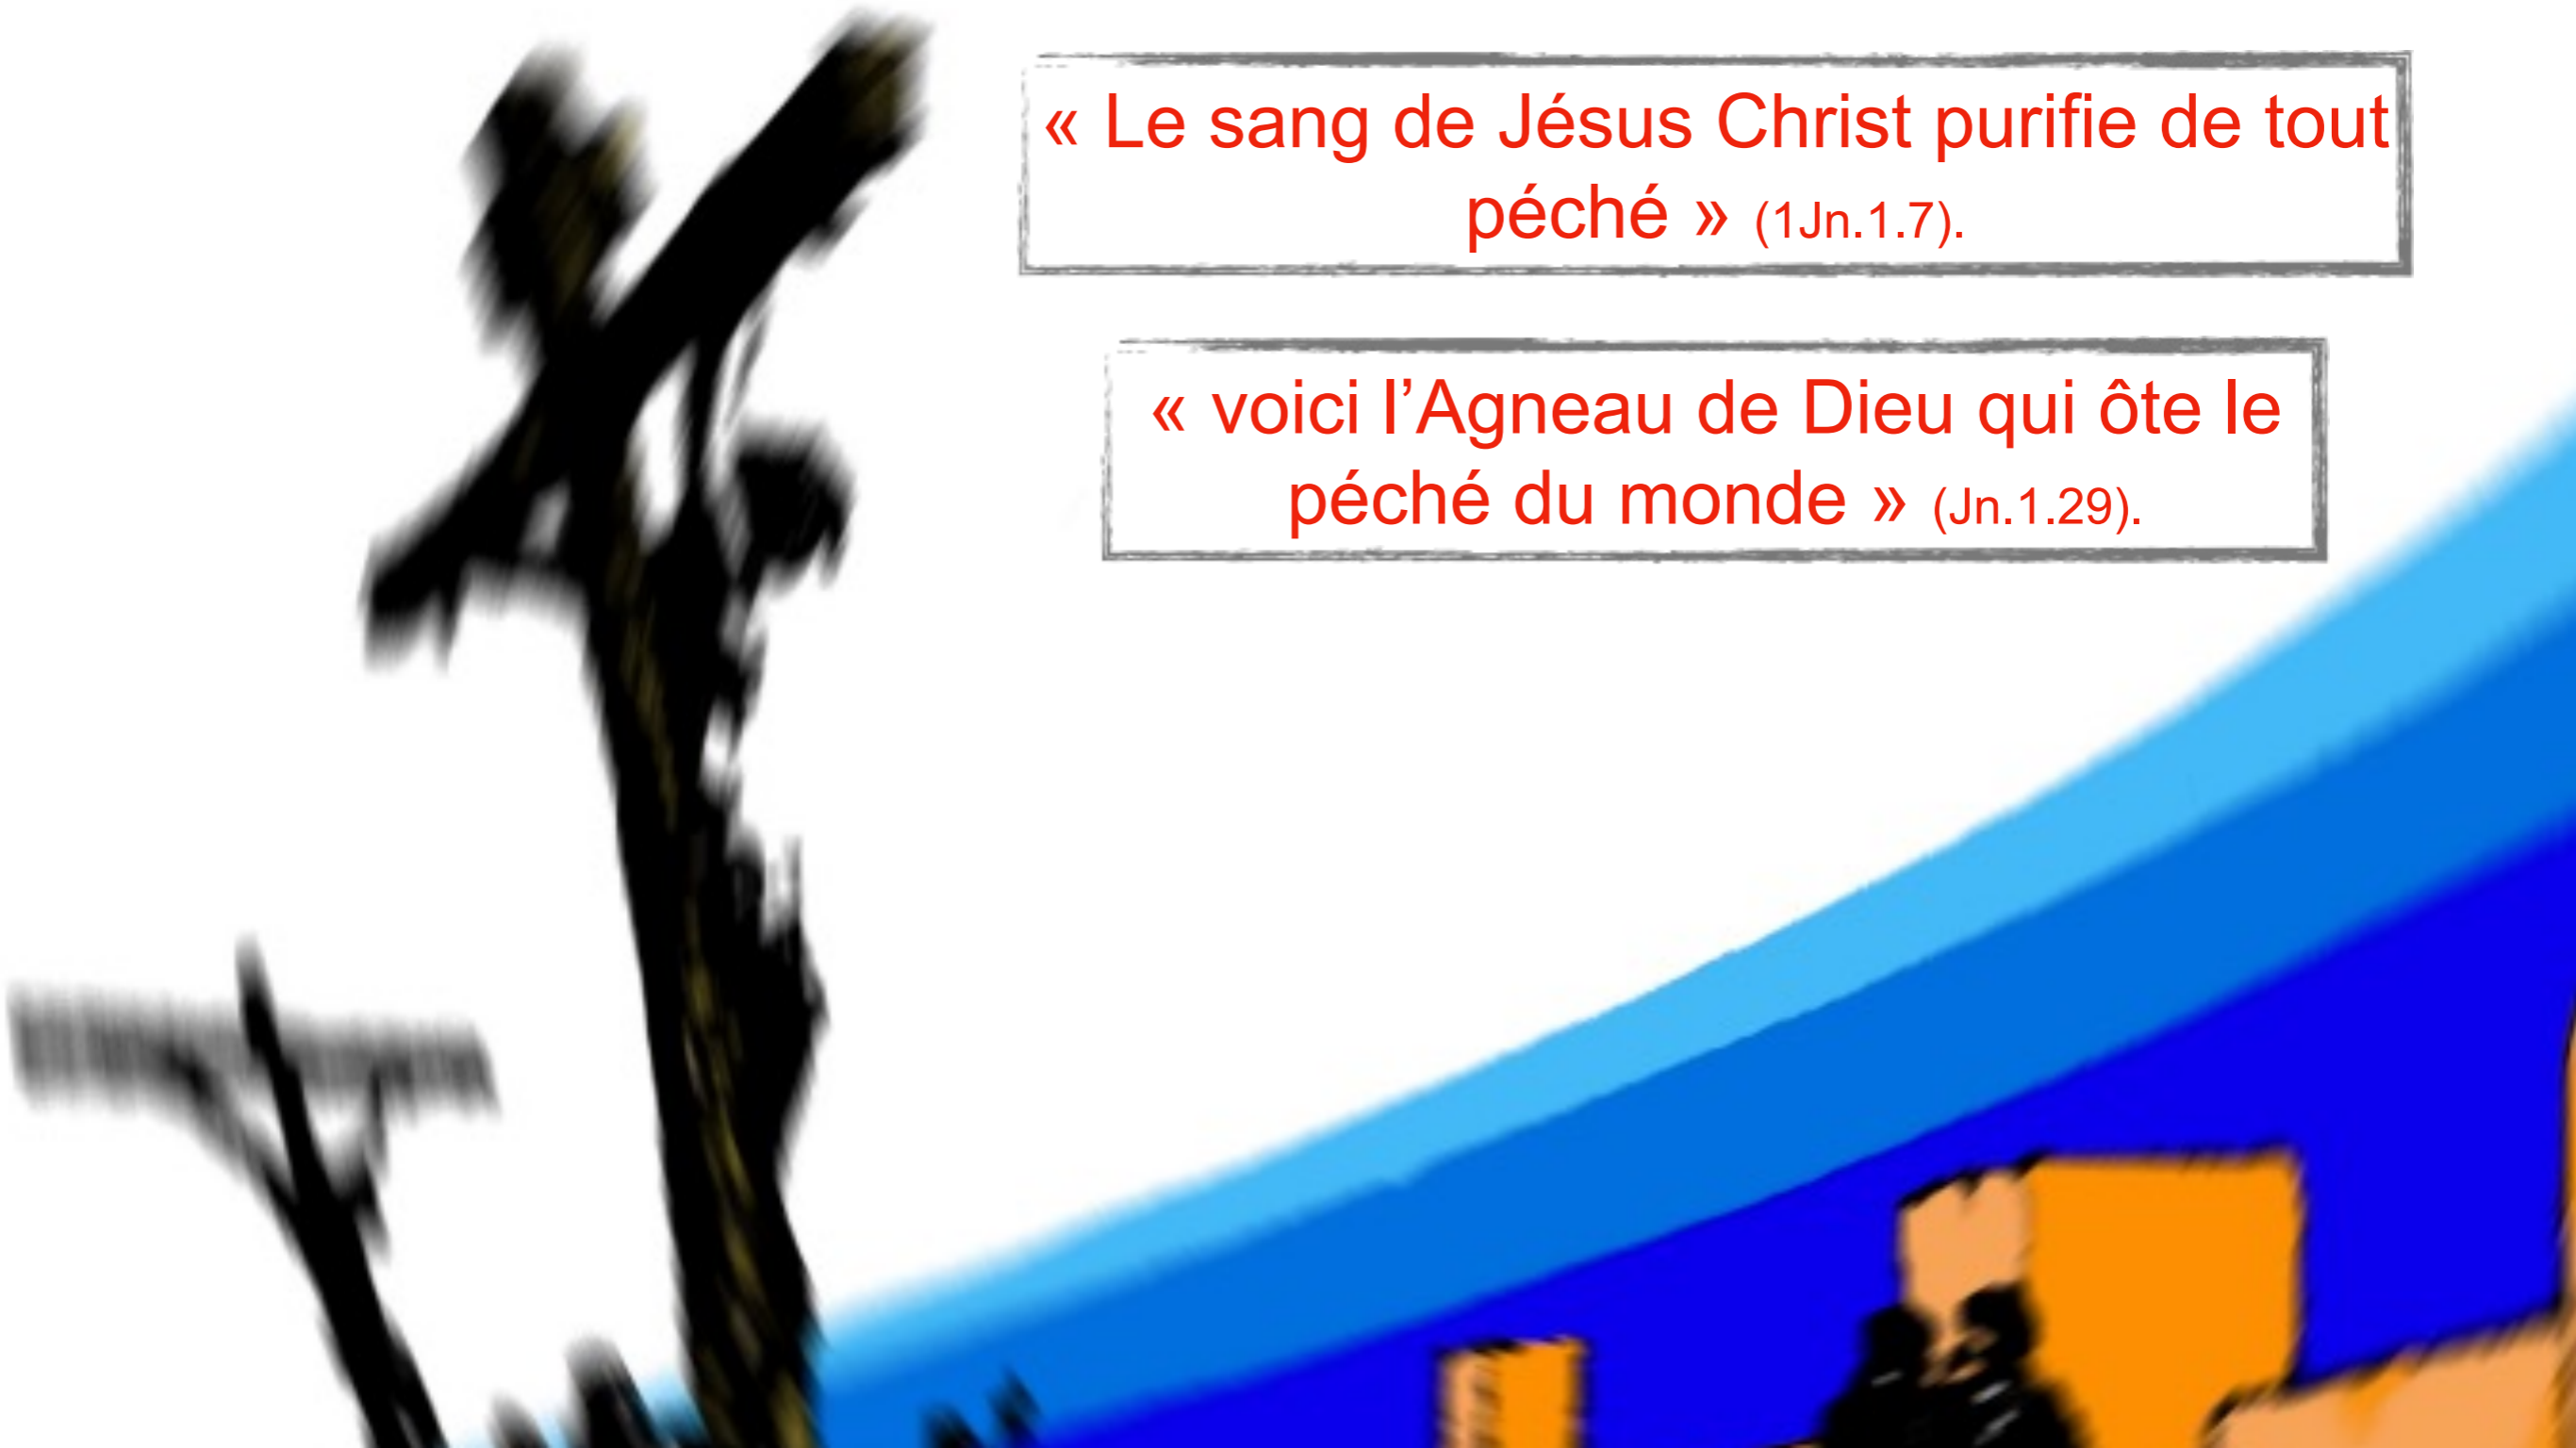 « Le sang de Jésus Christ purifie de tout
péché » (1Jn.1.7).
« voici l’Agneau de Dieu qui ôte le
péché du monde » (Jn.1.29).